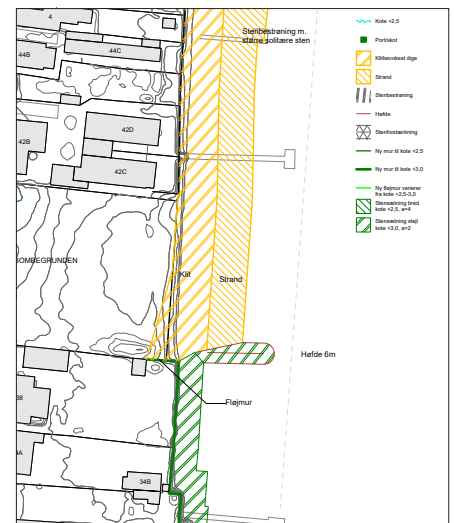 4
44C
44B
42D
42B
42C
BOMBEGRUNDEN
38
34B
Stenbestrøning m.
større solitære sten
Klit
Strand
Høfde 6m
Fløjmur
Kote +2,5
Port/skot
Klitbevokset dige
Strand
Stenbestrøning
Høfde
Stenforstærkning
Ny mur til kote +2,5
Ny mur til kote +3,0
Ny fløjmur varierer
fra kote +2,5-3,0
Stensætning bred
kote +2,5, a=4
Stensætning stejl
kote +3,0, a=2